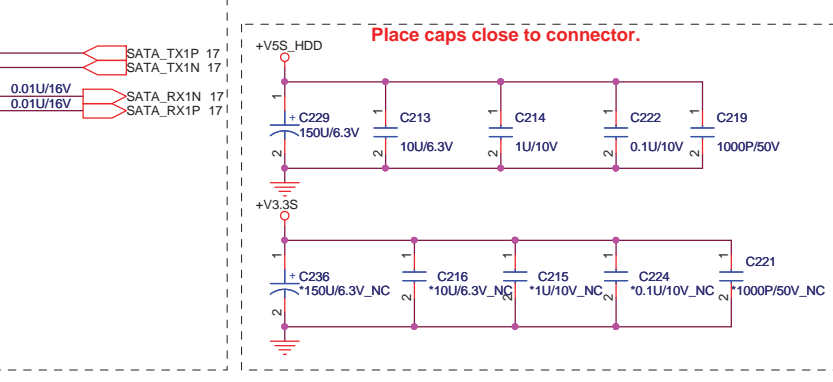 Place caps close to connector.
+V5S_HDD
SATA_TX1P 17
SATA_TX1N 17
0.01U/16V
SATA_RX1N 17
0.01U/16V
SATA_RX1P 17
1 1 1 1 1
+ C229 C213 C214 C222 C219
150U/6.3V 10U/6.3V 1U/10V 0.1U/10V 1000P/50V
2 2 2 2 2
+V3.3S
1 1 1 1 1
+ C236 C216 C215 C224 C221
*150U/6.3V_NC *10U/6.3V_NC *1U/10V_NC *0.1U/10V_NC *1000P/50V_NC
2 2 2 2 2